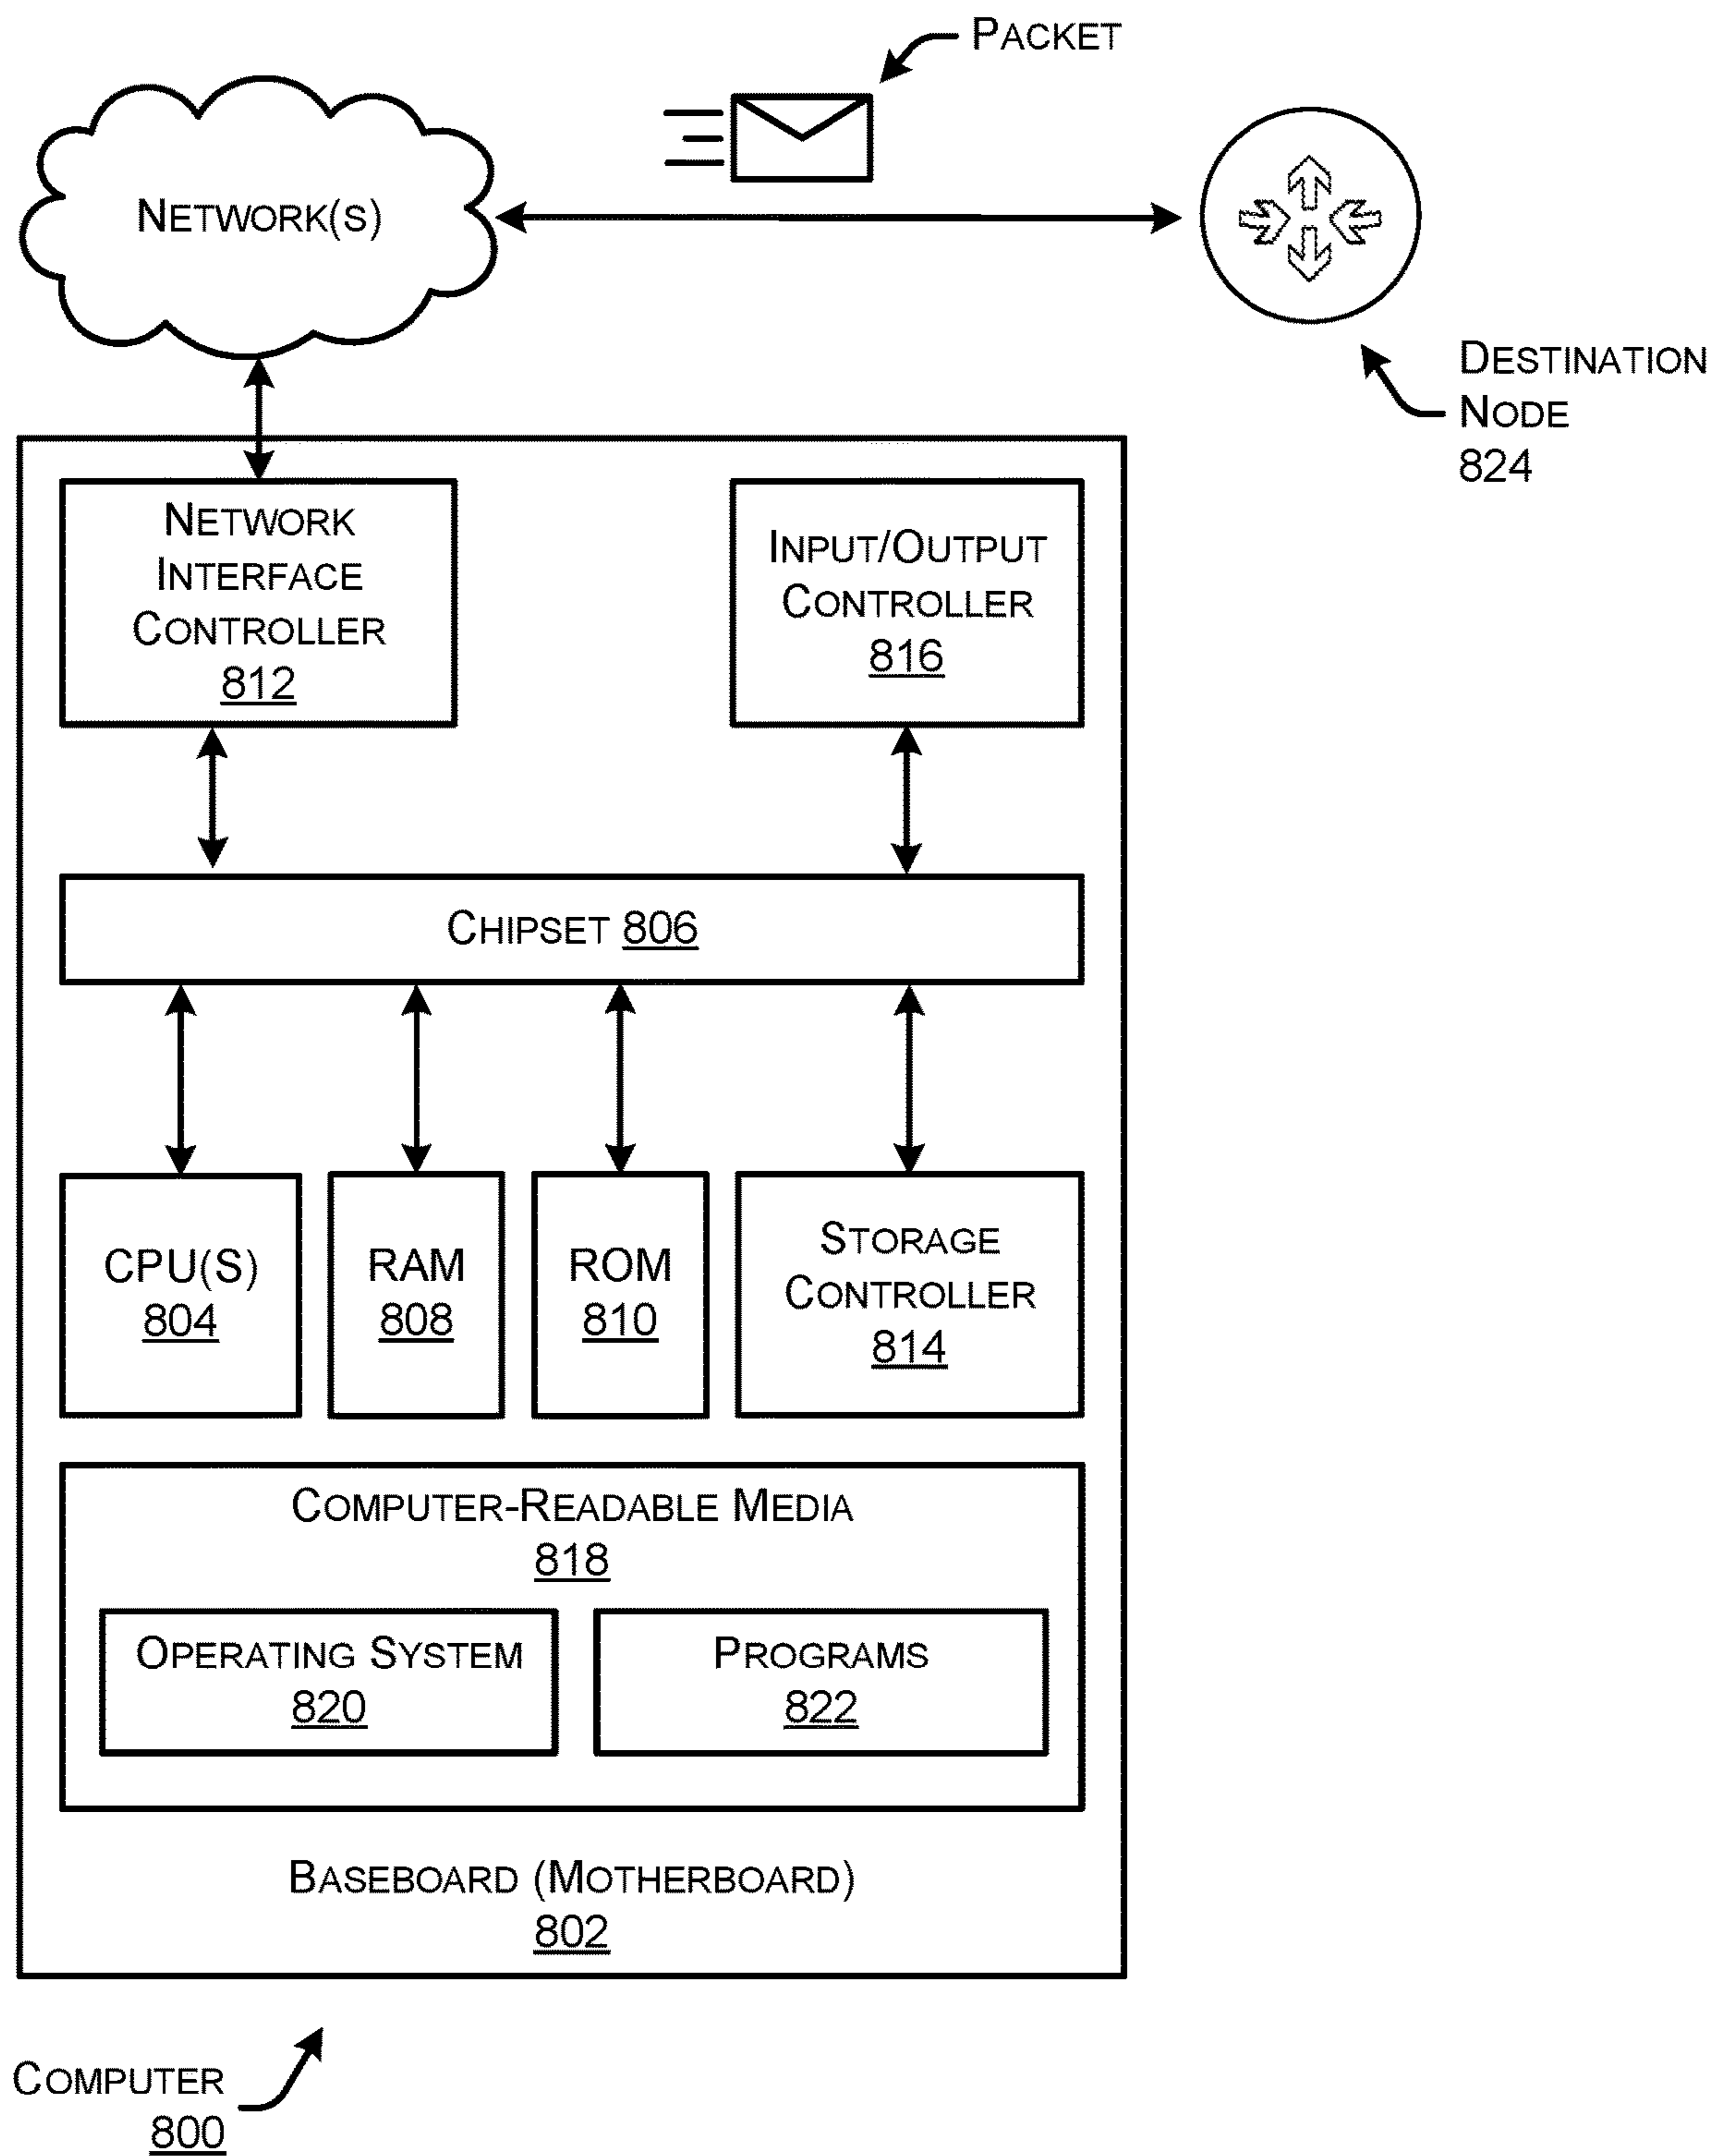 PACKET
NETWORK(S)
DESTINATION
NODE
824
NETWORK
INTERFACE
CONTROLLER
812
INPUT/OUTPUT
CONTROLLER
816
CHIPSET 806
CPU(S)
804
RAM
808
ROM
810
STORAGE
CONTROLLER
814
COMPUTER-READABLE MEDIA
818
OPERATING SYSTEM
820
PROGRAMS
822
BASEBOARD (MOTHERBOARD)
802
COMPUTER
800